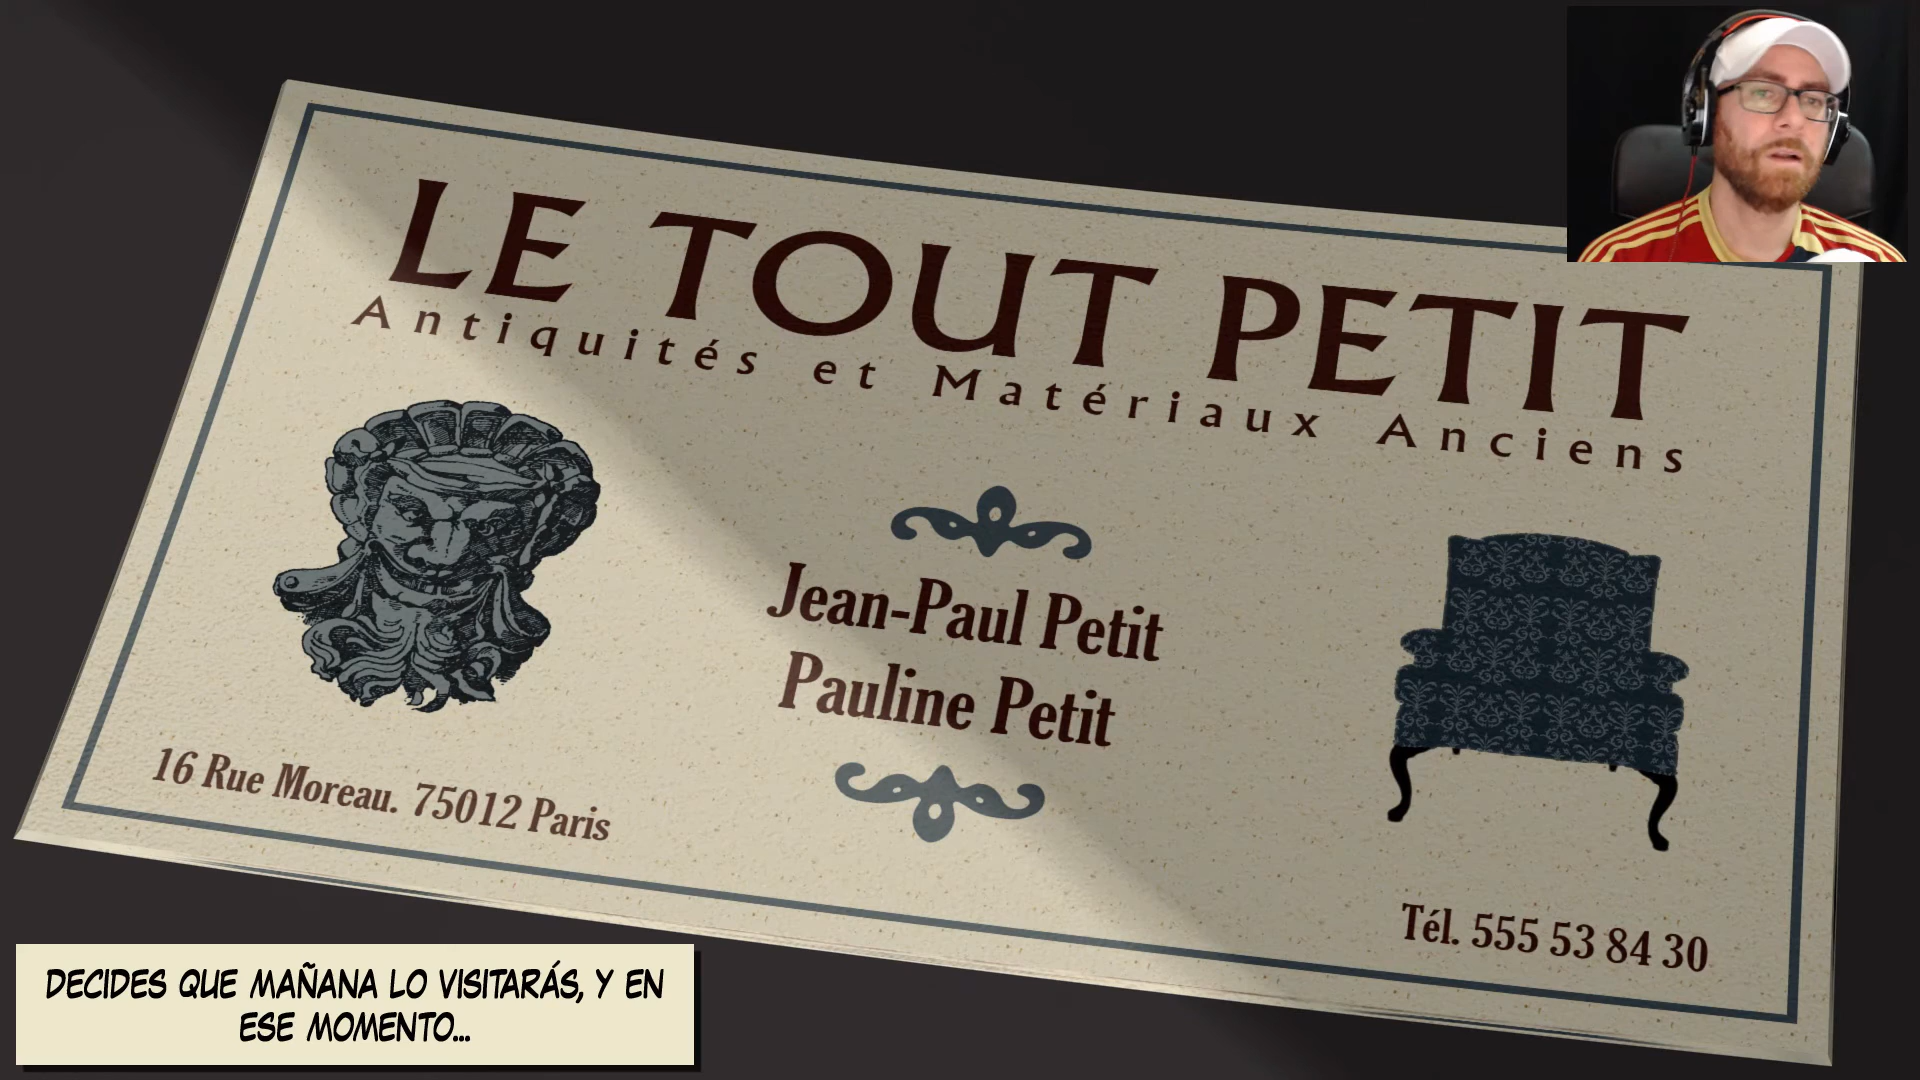 LE TOUT PETIT
Antiquités et Matériaux Anciens
Jean-Paul Petit
Pauline Petit
16 Rue Moreau. 75012 Paris
Tél. 555 53 84 30
DECIDES QUE MAÑANA LO VISITARÁS, Y EN
ESE MOMENTO...